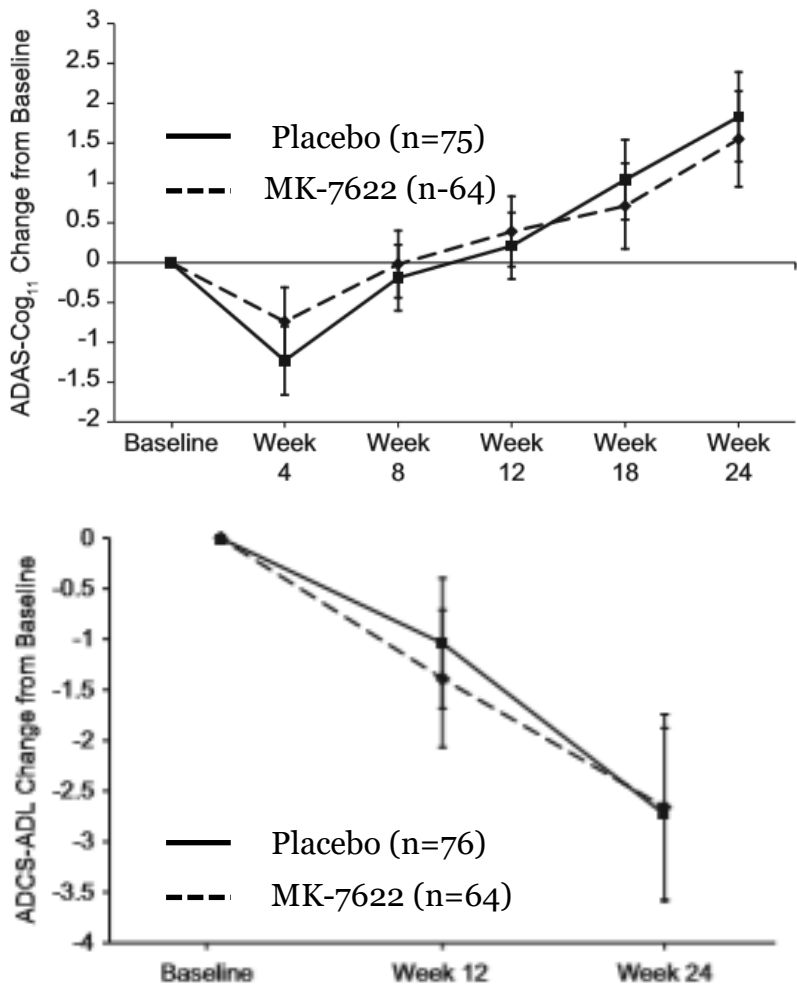 3
2.5
2
1.5
1
0.5
0
-0.5
-1
-1.5
-2
ADAS-Cog₁₁ Change from Baseline
Placebo (n=75)
MK-7622 (n-64)
Baseline Week 4 Week 8 Week 12 Week 18 Week 24
0
-0.5
-1
-1.5
-2
-2.5
-3
-3.5
-4
ADCS-ADL Change from Baseline
Placebo (n=76)
MK-7622 (n=64)
Baseline Week 12 Week 24